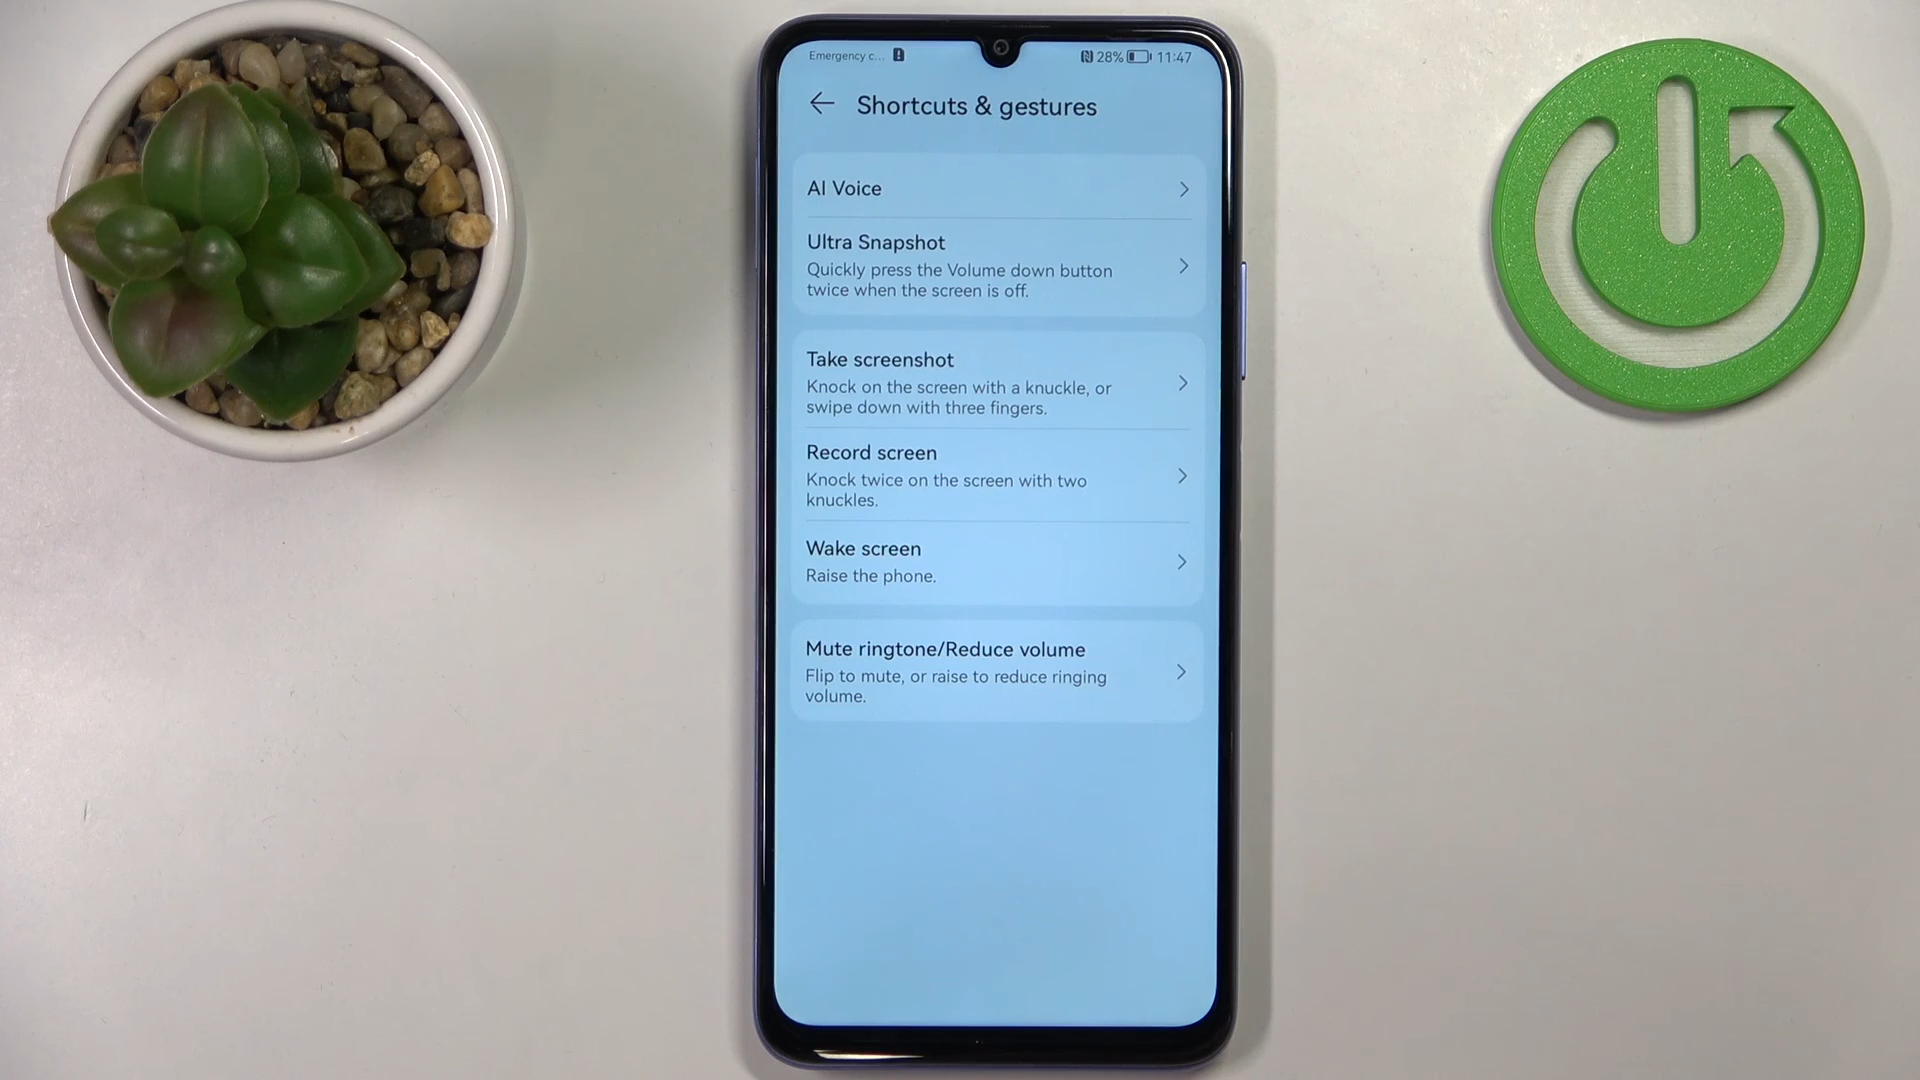 Emergency c... 28% 11:47
Shortcuts & gestures
AI Voice
Ultra Snapshot
Quickly press the Volume down button
twice when the screen is off.
Take screenshot
Knock on the screen with a knuckle, or
swipe down with three fingers.
Record screen
Knock twice on the screen with two
knuckles.
Wake screen
Raise the phone.
Mute ringtone/Reduce volume
Flip to mute, or raise to reduce ringing
volume.